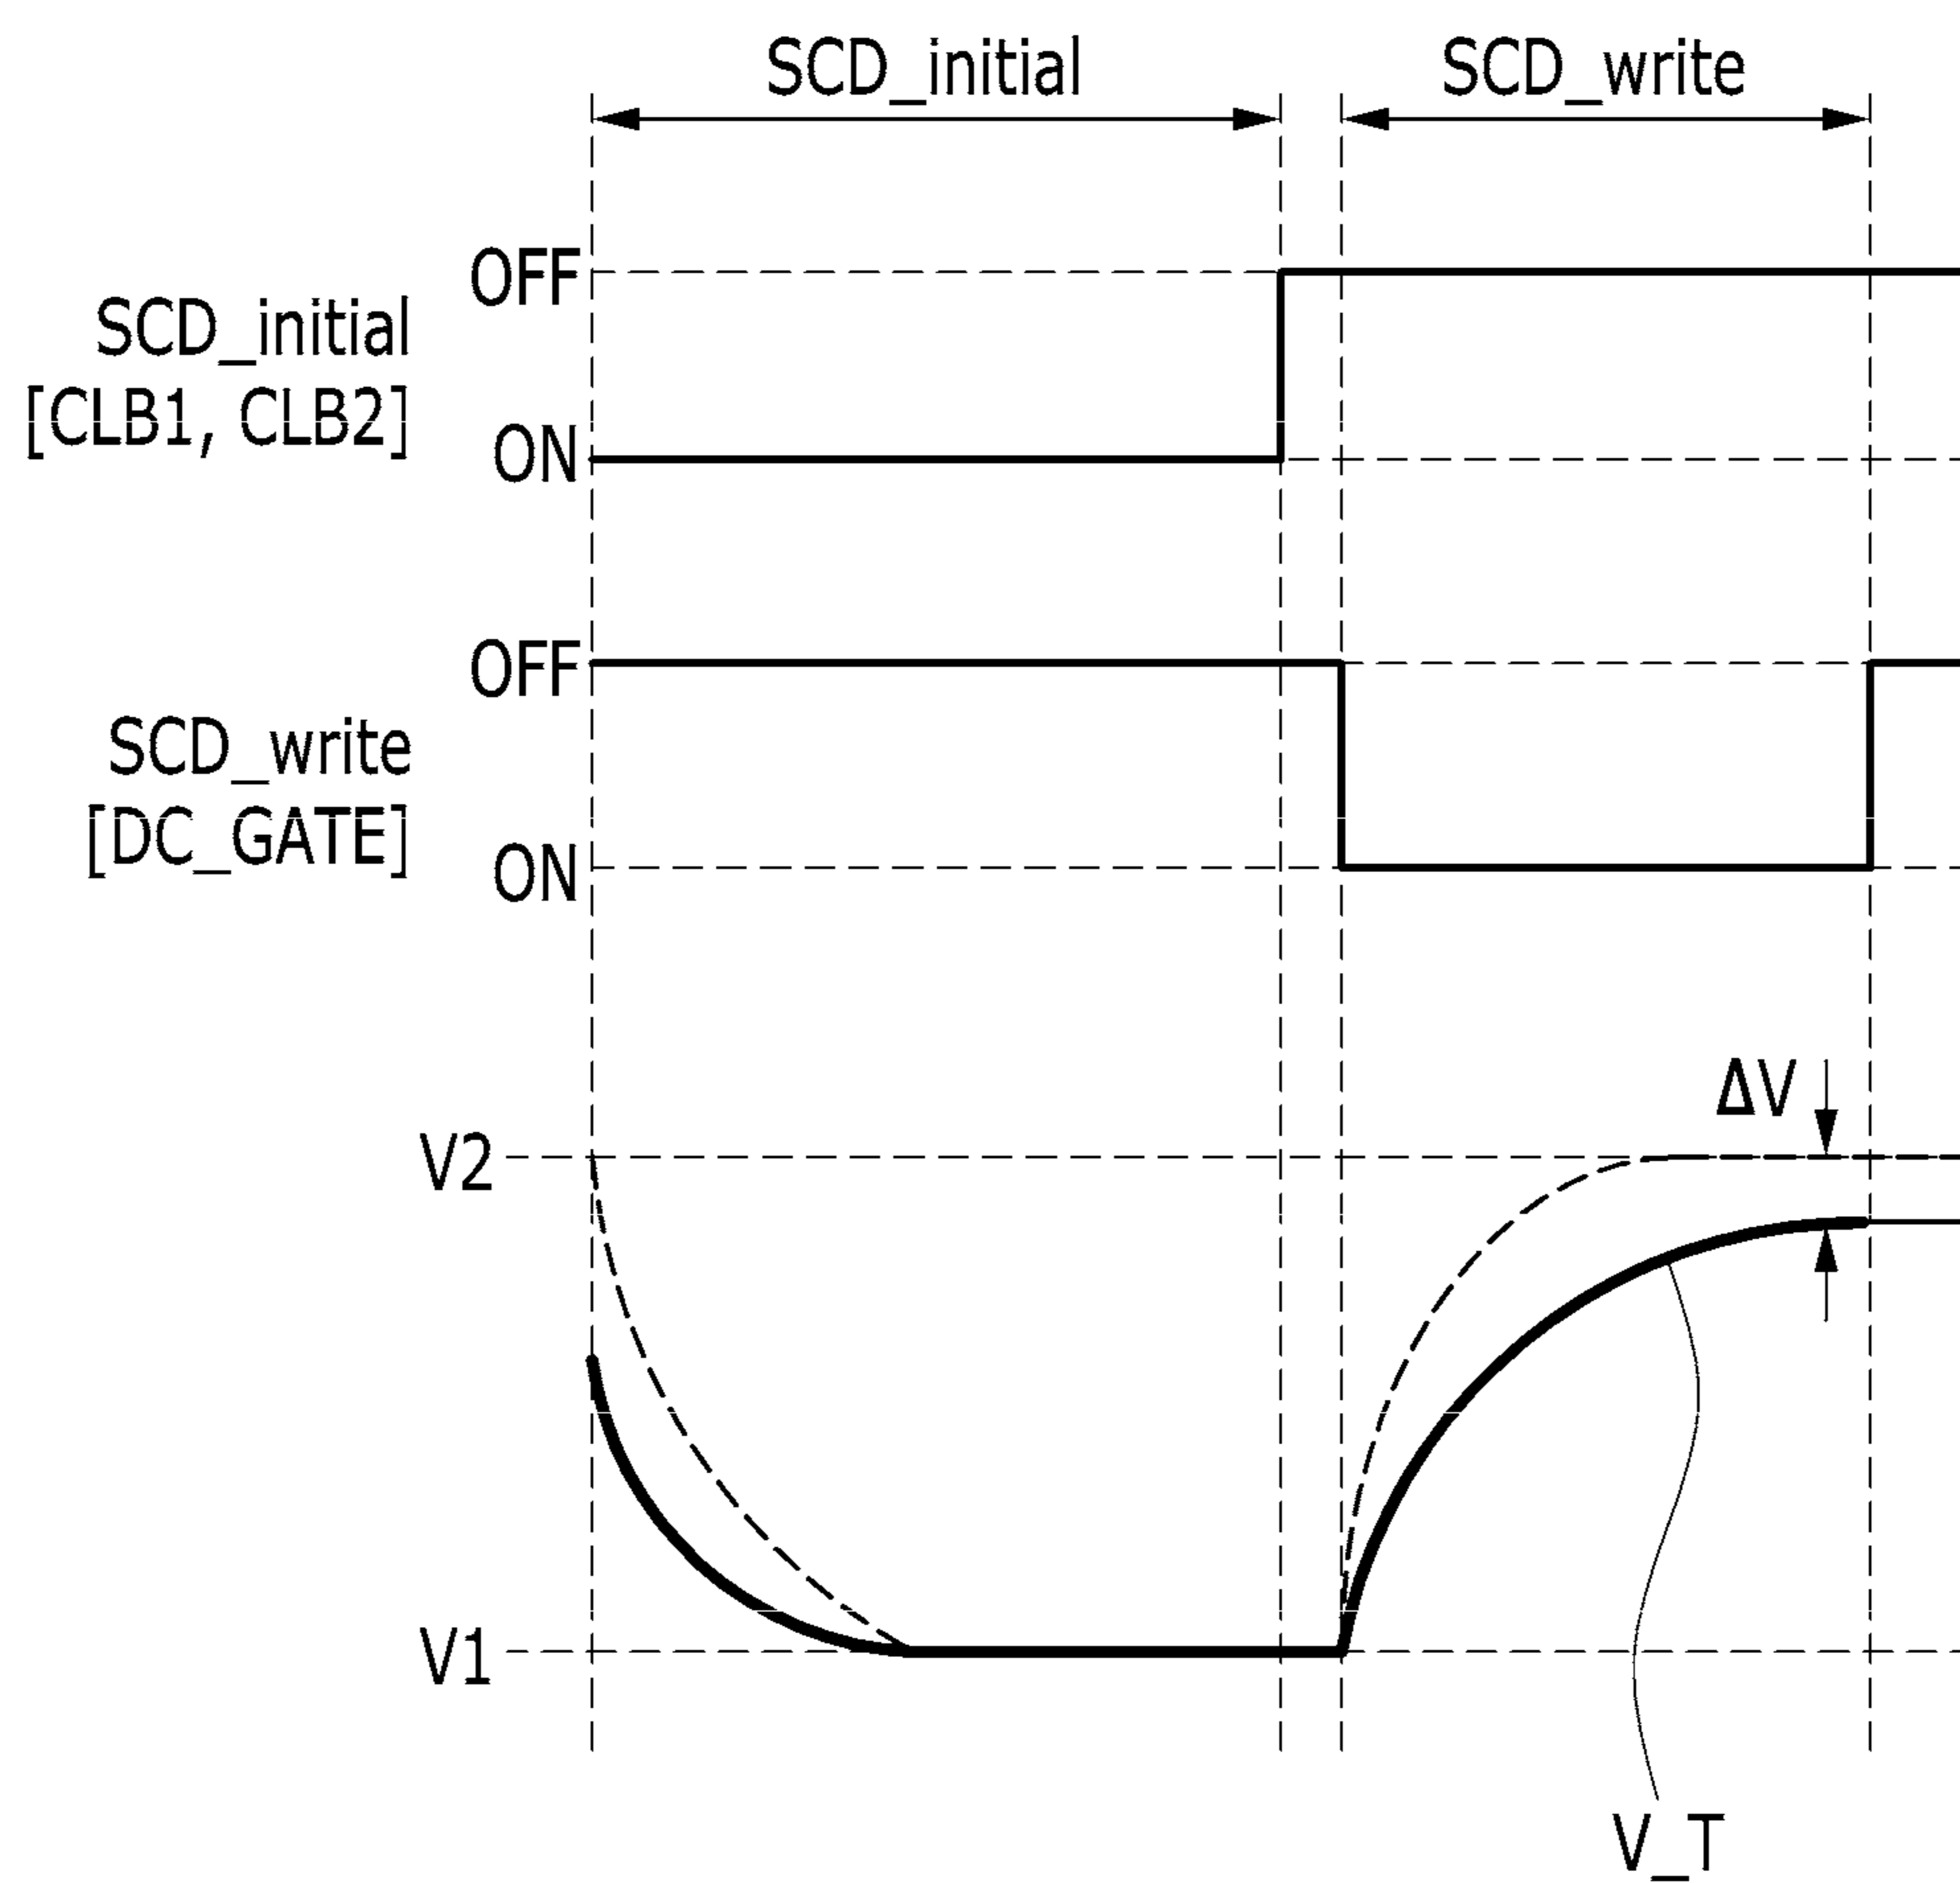 SCD_initial
SCD_write
OFF
SCD_initial
[CLB1, CLB2]
ON
OFF
SCD_write
[DC_GATE]
ON
ΔV
V2
V1
V_T